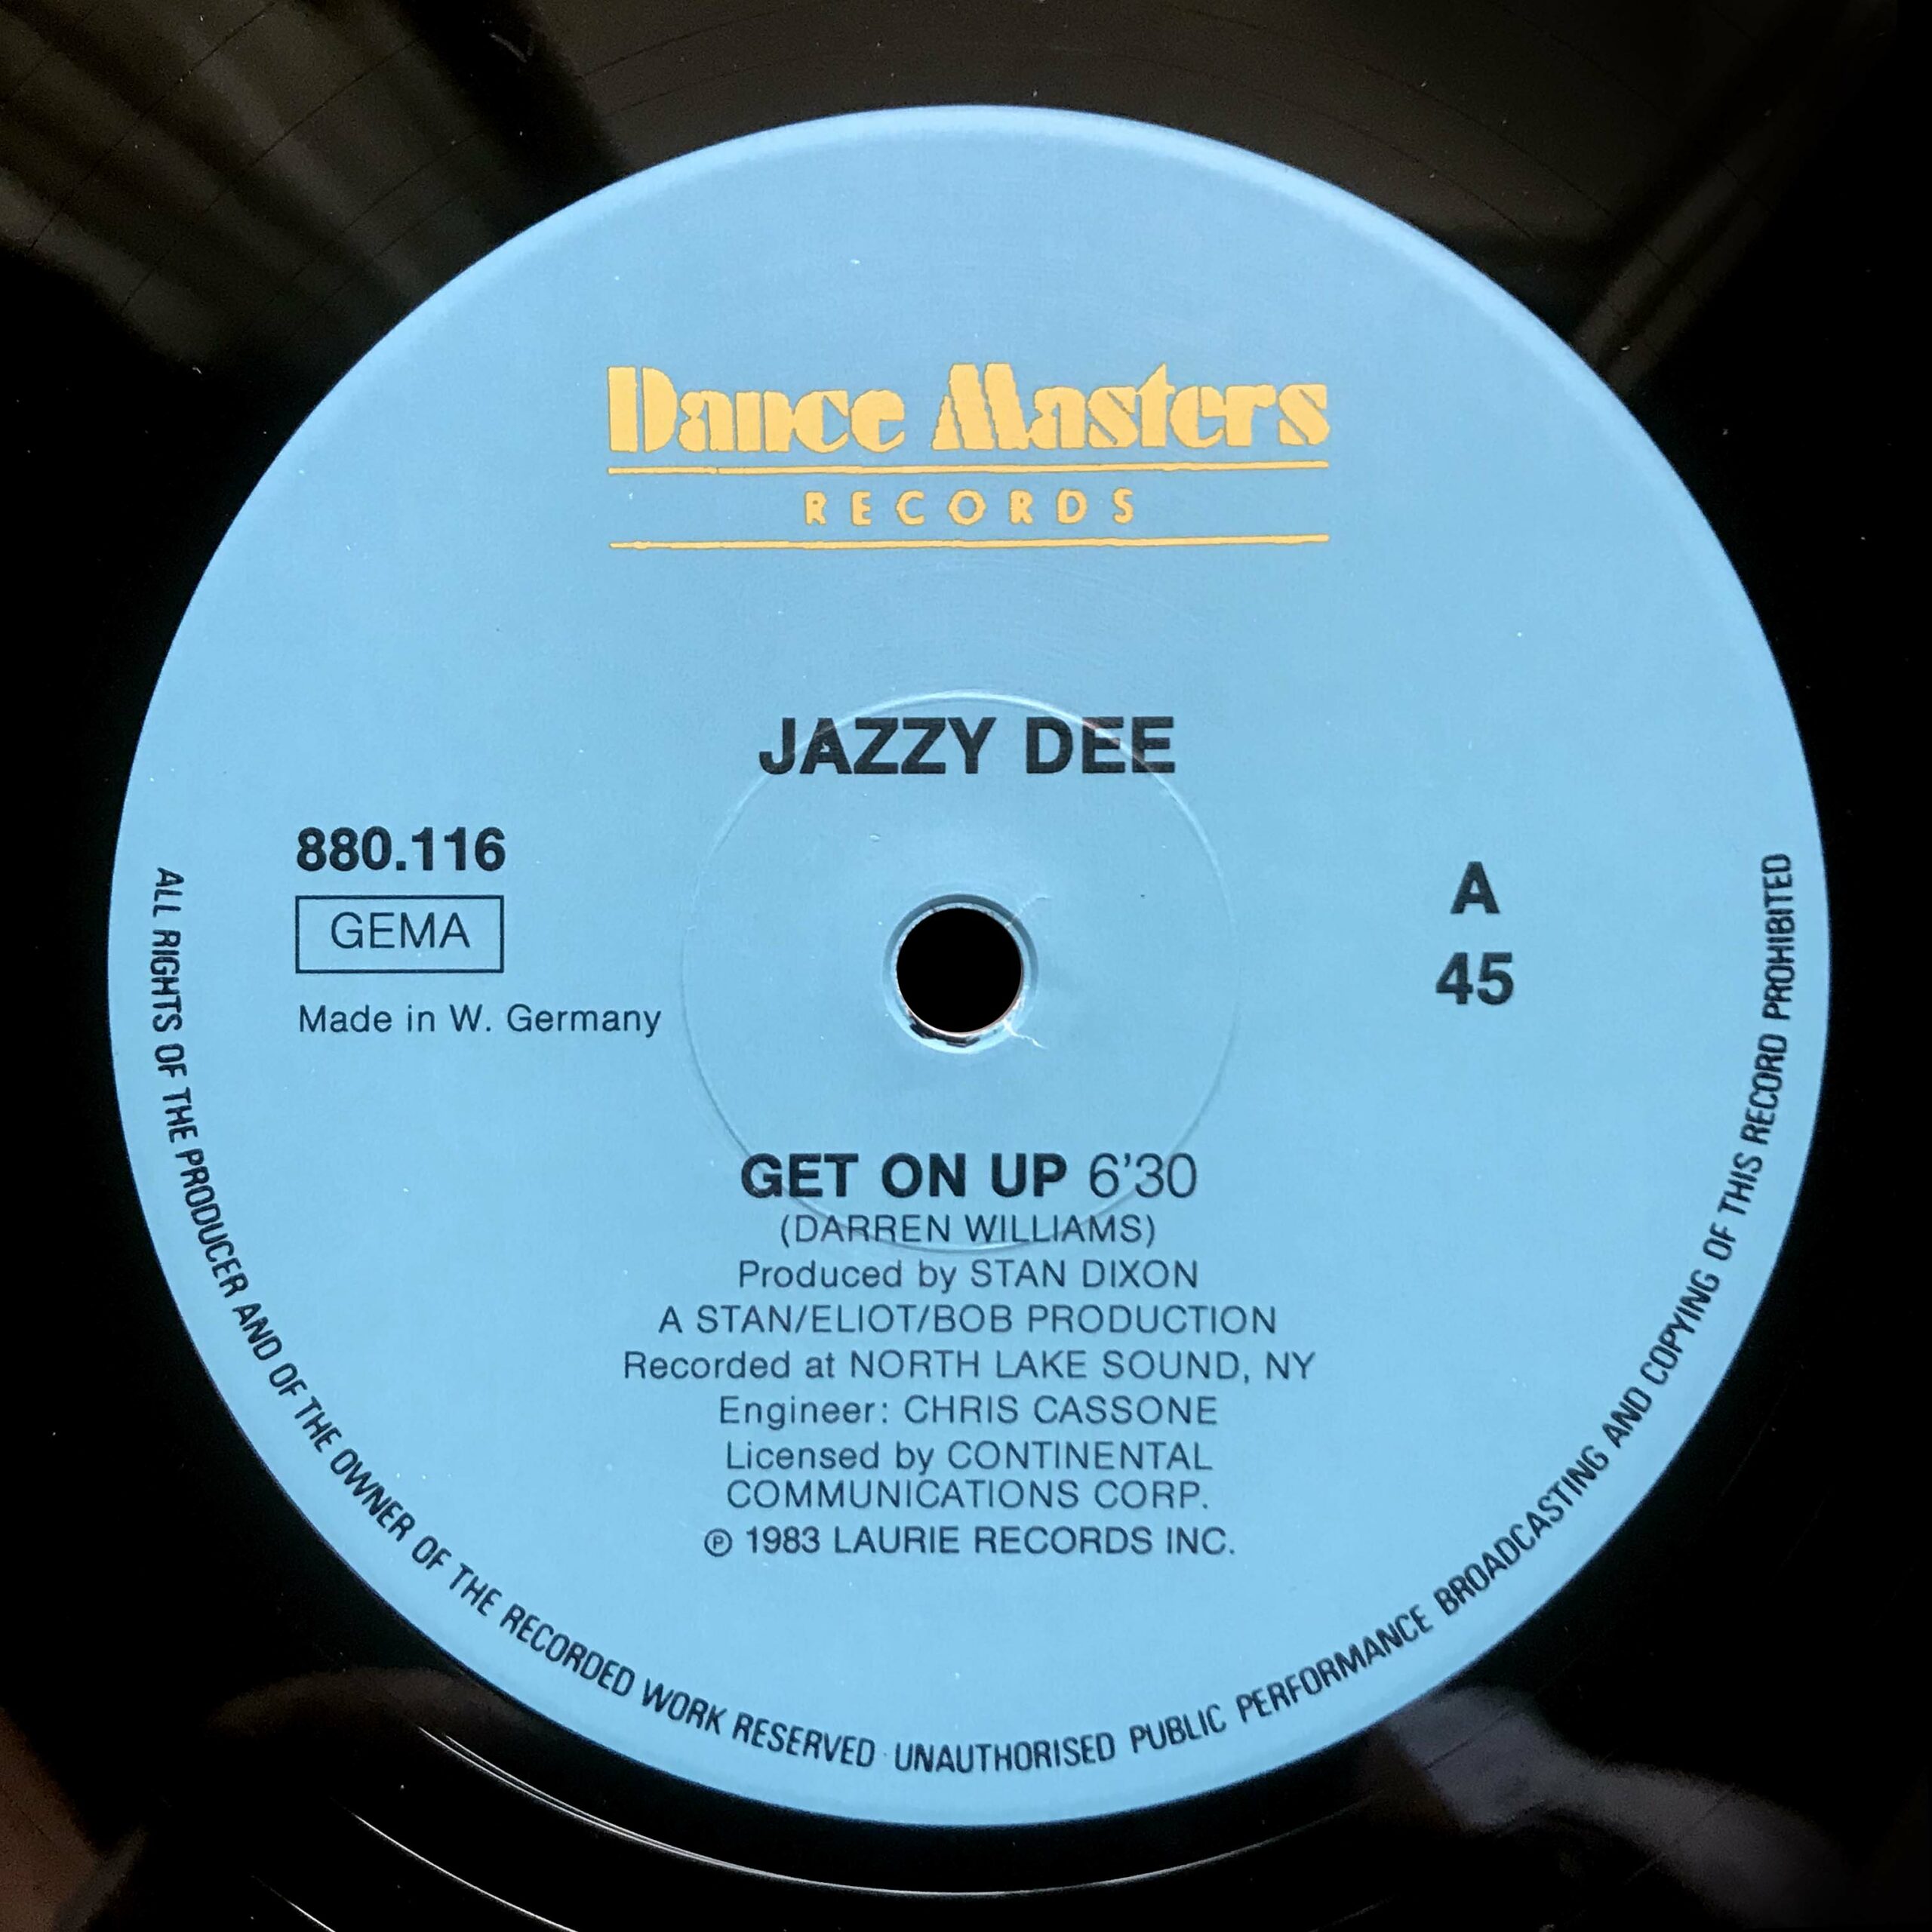 Dance Masters
RECORDS
JAZZY DEE
880.116
GEMA
Made in W. Germany
A
45
GET ON UP 6'30
(DARREN WILLIAMS)
Produced by STAN DIXON
A STAN/ELIOT/BOB PRODUCTION
Recorded at NORTH LAKE SOUND, NY
Engineer: CHRIS CASSONE
Licensed by CONTINENTAL
COMMUNICATIONS CORP.
℗ 1983 LAURIE RECORDS INC.
ALL RIGHTS OF THE PRODUCER AND OF THE OWNER OF THE RECORDED WORK RESERVED · UNAUTHORISED PUBLIC PERFORMANCE BROADCASTING AND COPYING OF THIS RECORD PROHIBITED